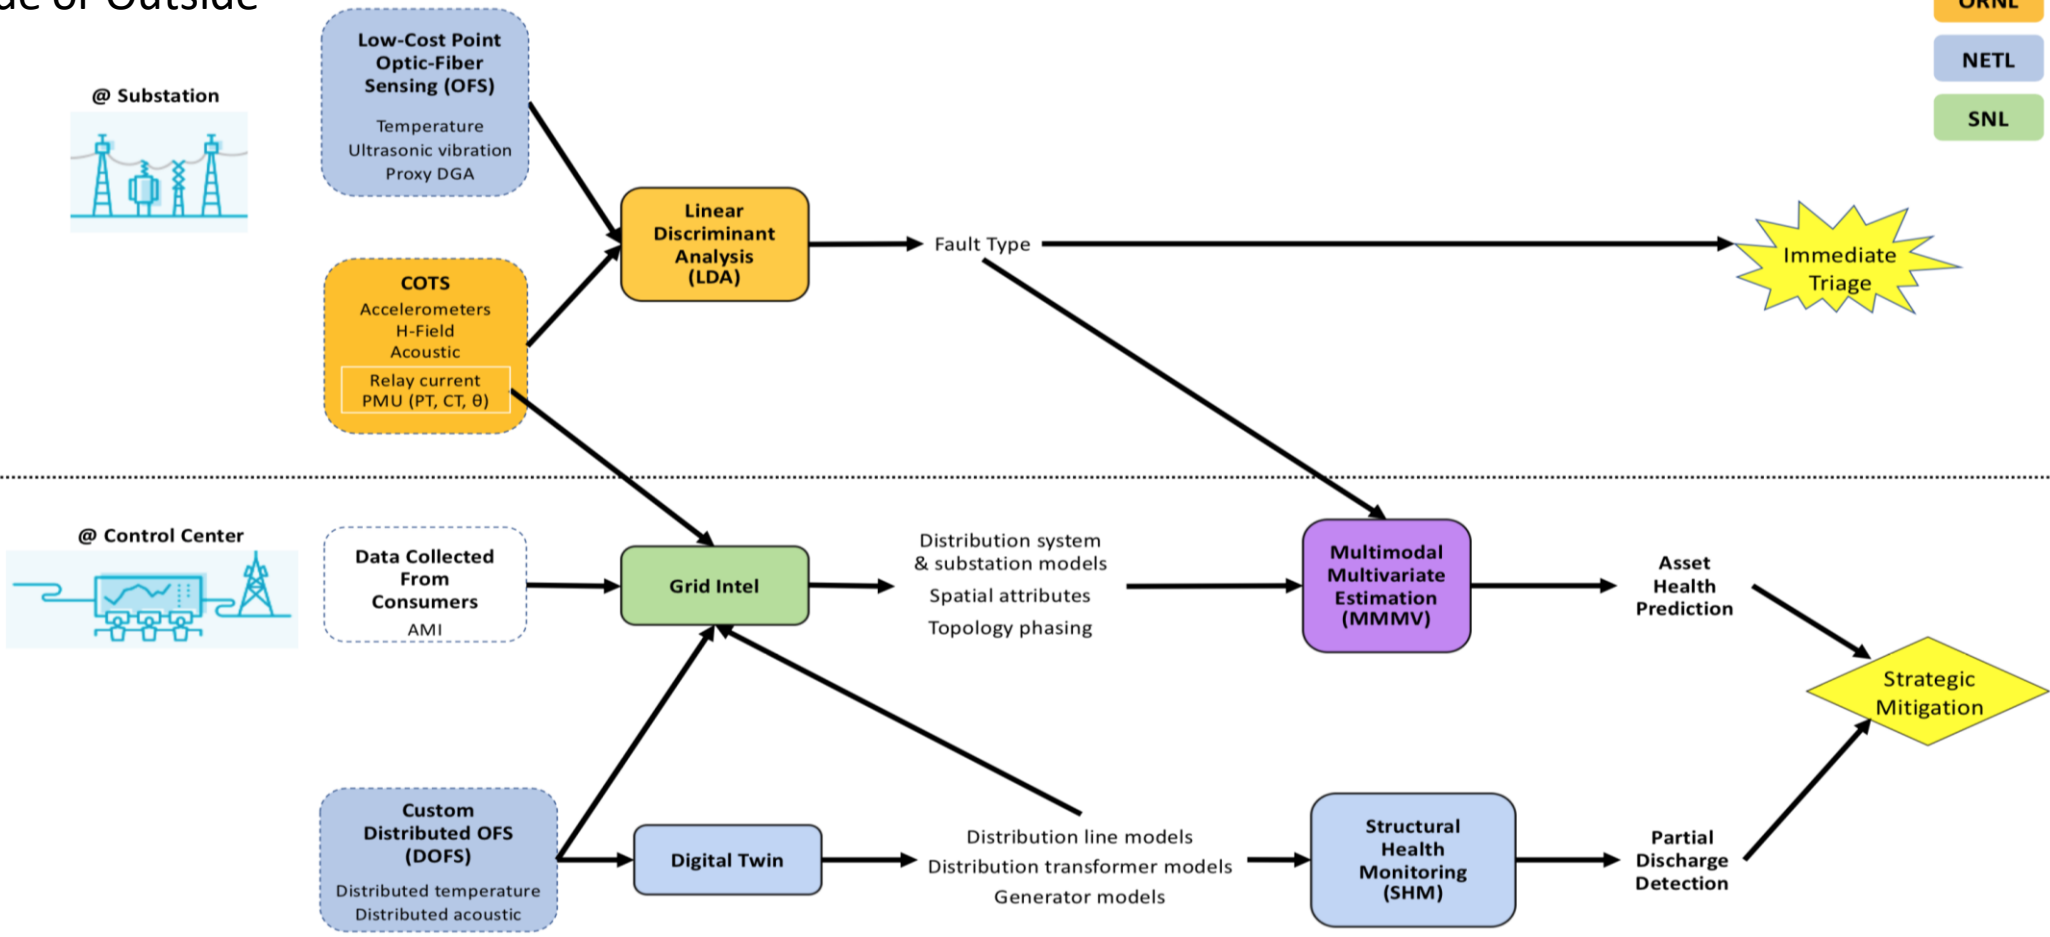 de or Outside
ORNL
NETL
SNL
@ Substation
Low-Cost Point
Optic-Fiber
Sensing (OFS)
Temperature
Ultrasonic vibration
Proxy DGA
COTS
Accelerometers
H-Field
Acoustic
Relay current
PMU (PT, CT, θ)
Linear
Discriminant
Analysis
(LDA)
Fault Type
Immediate
Triage
@ Control Center
Data Collected
From
Consumers
AMI
Grid Intel
Distribution system
& substation models
Spatial attributes
Topology phasing
Multimodal
Multivariate
Estimation
(MMMV)
Asset
Health
Prediction
Strategic
Mitigation
Custom
Distributed OFS
(DOFS)
Distributed temperature
Distributed acoustic
Digital Twin
Distribution line models
Distribution transformer models
Generator models
Structural
Health
Monitoring
(SHM)
Partial
Discharge
Detection